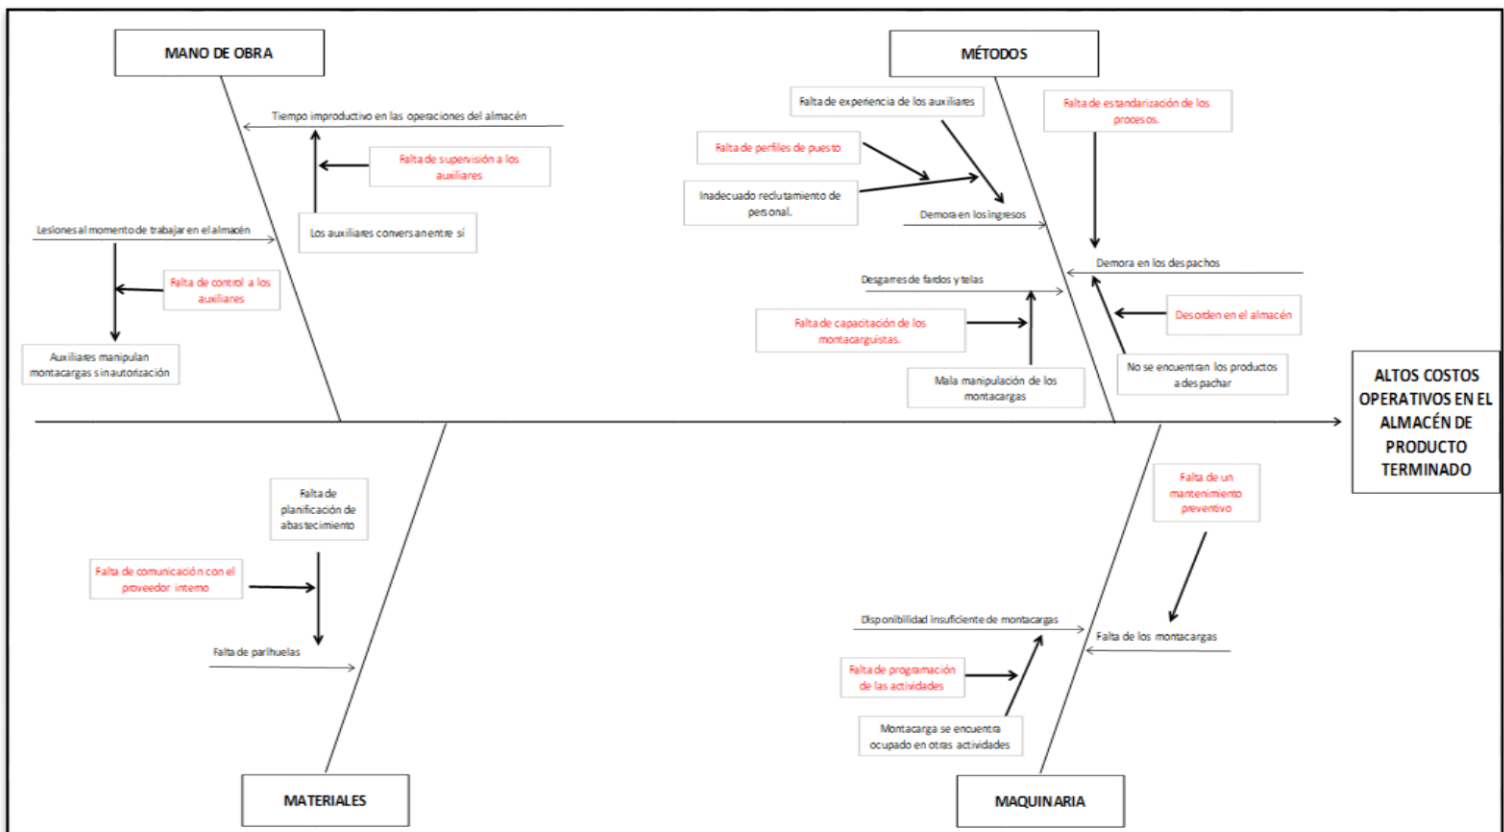 MANO DE OBRA
Tiempo improductivo en las operaciones del almacén
Falta de supervisión a los
auxiliares
Los auxiliares conversan entre sí
Lesiones al momento de trabajar en el almacén
Falta de control a los
auxiliares
Auxiliares manipulan
montacargas sin autorización
MÉTODOS
Falta de experiencia de los auxiliares
Falta de estandarización de los
procesos.
Falta de perfiles de puesto
Inadecuado reclutamiento de
personal.
Demora en los ingresos
Demora en los despachos
Desgarres de fardos y telas
Falta de capacitación de los
montacarguistas.
Desorden en el almacén
Mala manipulación de los
montacargas
No se encuentran los productos
a despachar
ALTOS COSTOS
OPERATIVOS EN EL
ALMACÉN DE
PRODUCTO
TERMINADO
Falta de
planificación de
abastecimiento
Falta de comunicación con el
proveedor interno
Falta de parihuelas
MATERIALES
Falta de un
mantenimiento
preventivo
Disponibilidad insuficiente de montacargas
Falta de los montacargas
Falta de programación
de las actividades
Montacarga se encuentra
ocupado en otras actividades
MAQUINARIA